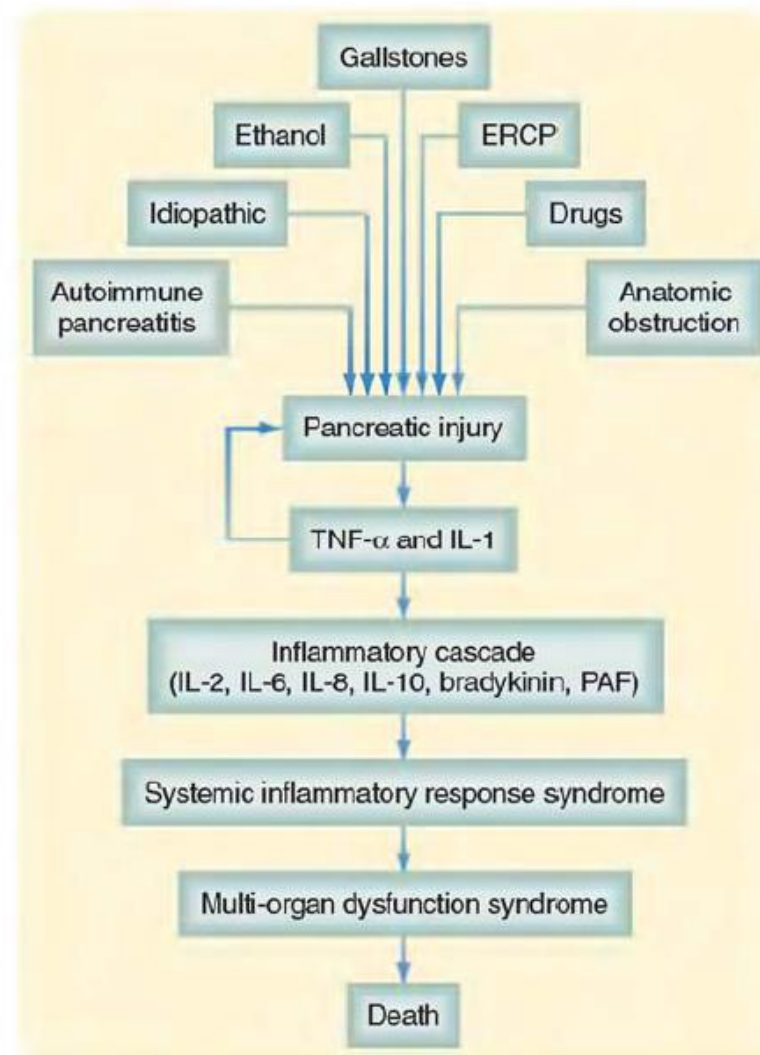 Gallstones
Ethanol
ERCP
Idiopathic
Drugs
Autoimmune
pancreatitis
Anatomic
obstruction
Pancreatic injury
TNF-α and IL-1
Inflammatory cascade
(IL-2, IL-6, IL-8, IL-10, bradykinin, PAF)
Systemic inflammatory response syndrome
Multi-organ dysfunction syndrome
Death